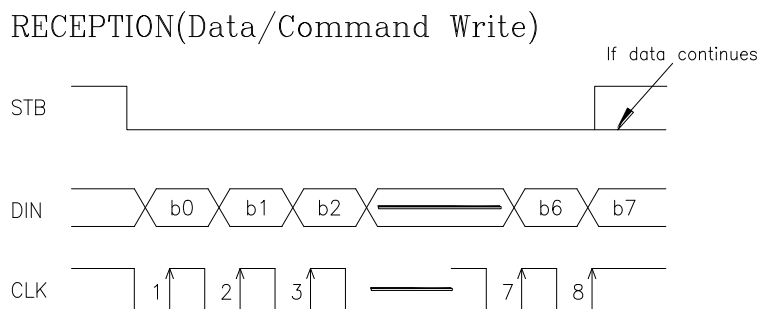 RECEPTION(Data/Command Write)
If data continues
STB
DIN b0 b1 b2 b6 b7
CLK 1 2 3 7 8